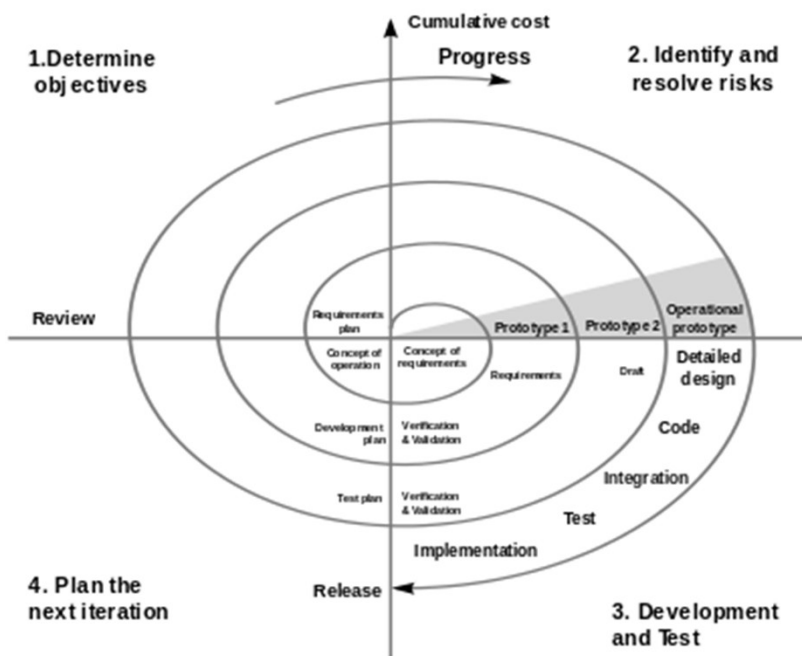 Cumulative cost
Progress
1.Determine
objectives
2. Identify and
resolve risks
Requirements
plan
Prototype 1
Prototype 2
Operational
prototype
Review
Concept of
operation
Concept of
requirements
Requirements
Draft
Detailed
design
Development
plan
Verification
& Validation
Code
Integration
Test plan
Verification
& Validation
Test
Implementation
Release
4. Plan the
next iteration
3. Development
and Test